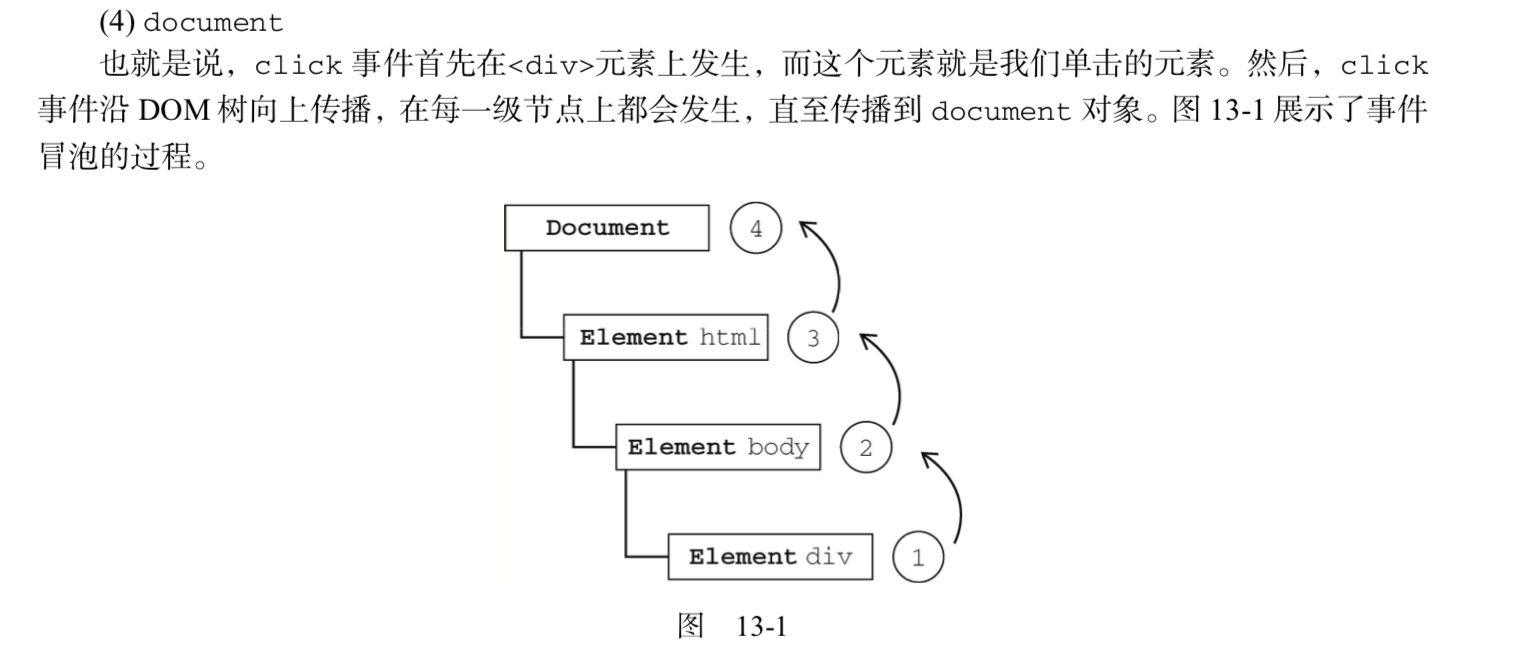 (4) document
也就是说，click 事件首先在<div>元素上发生，而这个元素就是我们单击的元素。然后，click
事件沿 DOM 树向上传播，在每一级节点上都会发生，直至传播到 document 对象。图 13-1 展示了事件
冒泡的过程。
Document 4
Element html 3
Element body 2
Element div 1
图 13-1